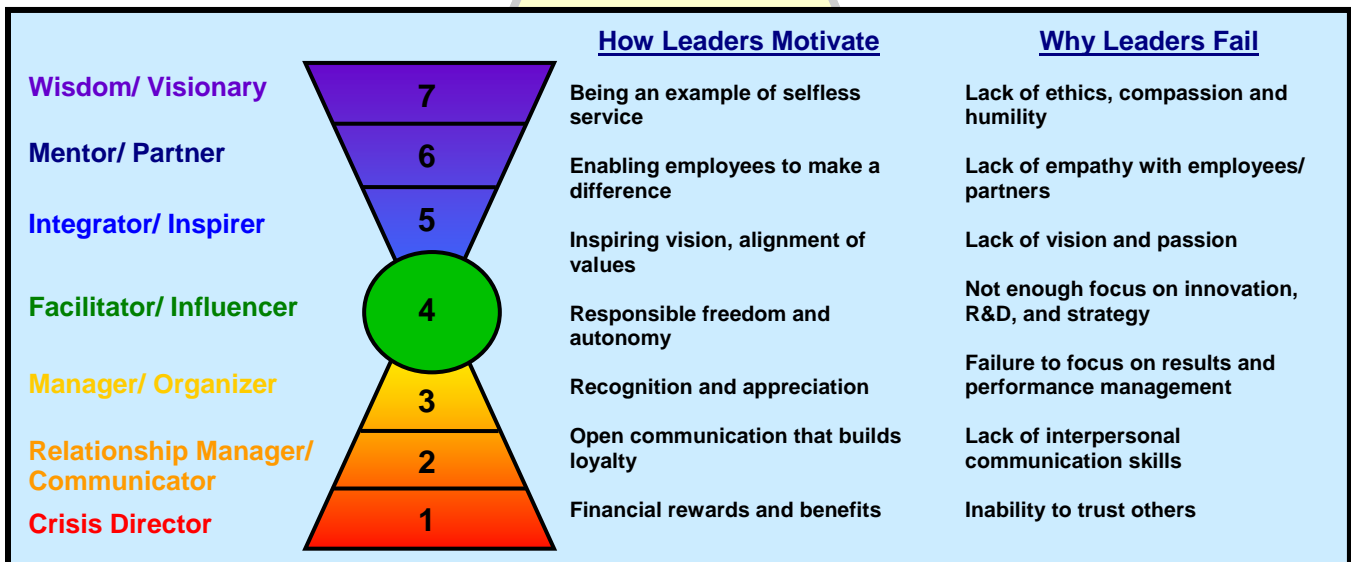 How Leaders Motivate
Why Leaders Fail
Wisdom/ Visionary
7
Being an example of selfless
service
Lack of ethics, compassion and
humility
Mentor/ Partner
6
Enabling employees to make a
difference
Lack of empathy with employees/
partners
Integrator/ Inspirer
5
Inspiring vision, alignment of
values
Lack of vision and passion
Facilitator/ Influencer
4
Responsible freedom and
autonomy
Not enough focus on innovation,
R&D, and strategy
Manager/ Organizer
3
Recognition and appreciation
Failure to focus on results and
performance management
Relationship Manager/
Communicator
2
Open communication that builds
loyalty
Lack of interpersonal
communication skills
Crisis Director
1
Financial rewards and benefits
Inability to trust others